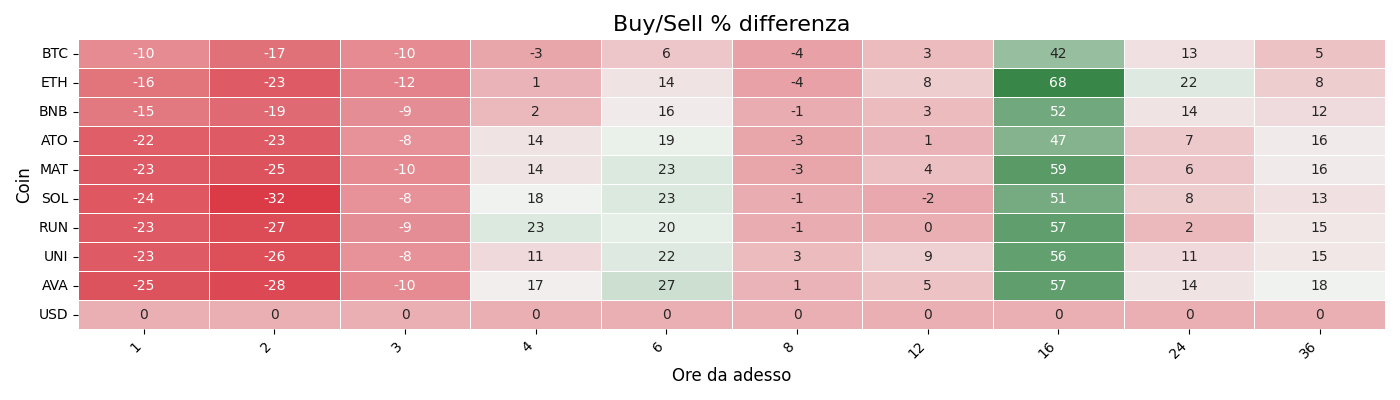 Buy/Sell % differenza
Coin
BTC -10 -17 -10 -3 6 -4 3 42 13 5
ETH -16 -23 -12 1 14 -4 8 68 22 8
BNB -15 -19 -9 2 16 -1 3 52 14 12
ATO -22 -23 -8 14 19 -3 1 47 7 16
MAT -23 -25 -10 14 23 -3 4 59 6 16
SOL -24 -32 -8 18 23 -1 -2 51 8 13
RUN -23 -27 -9 23 20 -1 0 57 2 15
UNI -23 -26 -8 11 22 3 9 56 11 15
AVA -25 -28 -10 17 27 1 5 57 14 18
USD 0 0 0 0 0 0 0 0 0 0
1 2 3 4 6 8 12 16 24 36
Ore da adesso